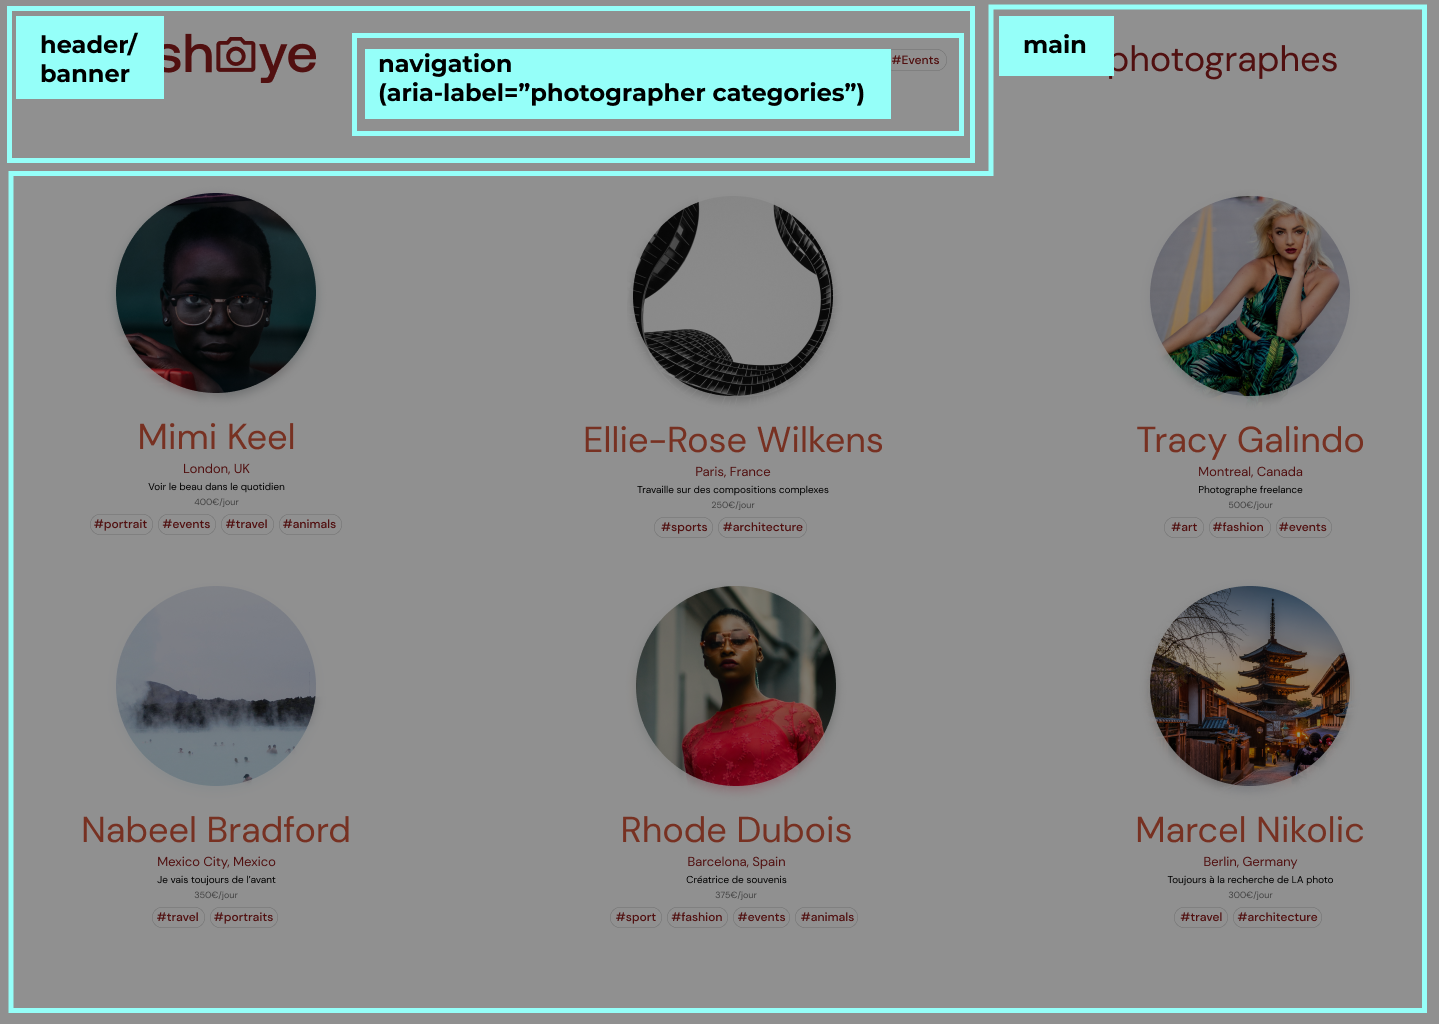 header/
banner
navigation
(aria-label=”photographer categories”)
#Events
main
photographes
Mimi Keel
London, UK
Voir le beau dans le quotidien
400€/jour
#portrait #events #travel #animals
Ellie-Rose Wilkens
Paris, France
Travaille sur des compositions complexes
250€/jour
#sports #architecture
Tracy Galindo
Montreal, Canada
Photographe freelance
500€/jour
#art #fashion #events
Nabeel Bradford
Mexico City, Mexico
Je vais toujours de l'avant
350€/jour
#travel #portraits
Rhode Dubois
Barcelona, Spain
Créatrice de souvenis
375€/jour
#sport #fashion #events #animals
Marcel Nikolic
Berlin, Germany
Toujours à la recherche de LA photo
300€/jour
#travel #architecture